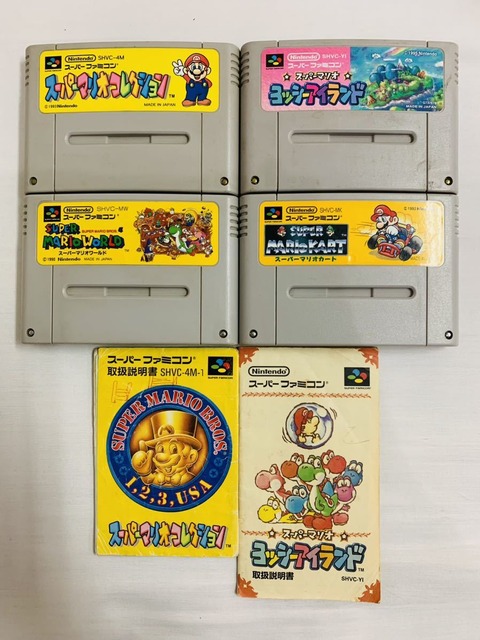 Nintendo SHVC-4M
スーパーファミコン
スーパーマリオコレクション TM
© 1993 Nintendo MADE IN JAPAN
Nintendo SHVC-YI
スーパーファミコン
スーパーマリオ
ヨッシーアイランド
MADE IN JAPAN
Nintendo SHVC-MW
スーパーファミコン
SUPER MARIO BROS. 4
SUPER MARIO WORLD
スーパーマリオワールド
© 1990 Nintendo MADE IN JAPAN
Nintendo SHVC-MK
スーパーファミコン
SUPER
MARIO KART
スーパーマリオカート
スーパーファミコン
取扱説明書 SHVC-4M-1
SUPER FAMICOM
SUPER MARIO BROS.
1, 2, 3, USA
スーパーマリオコレクション
Nintendo
スーパーファミコン
SUPER FAMICOM
スーパーマリオ
ヨッシーアイランド TM
取扱説明書
SHVC-YI